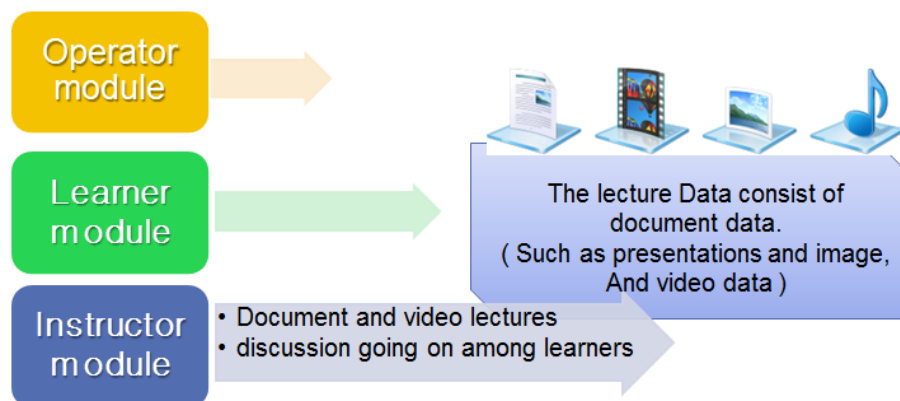 Operator
module
Learner
module
The lecture Data consist of
document data.
( Such as presentations and image,
And video data )
Instructor
module
• Document and video lectures
• discussion going on among learners